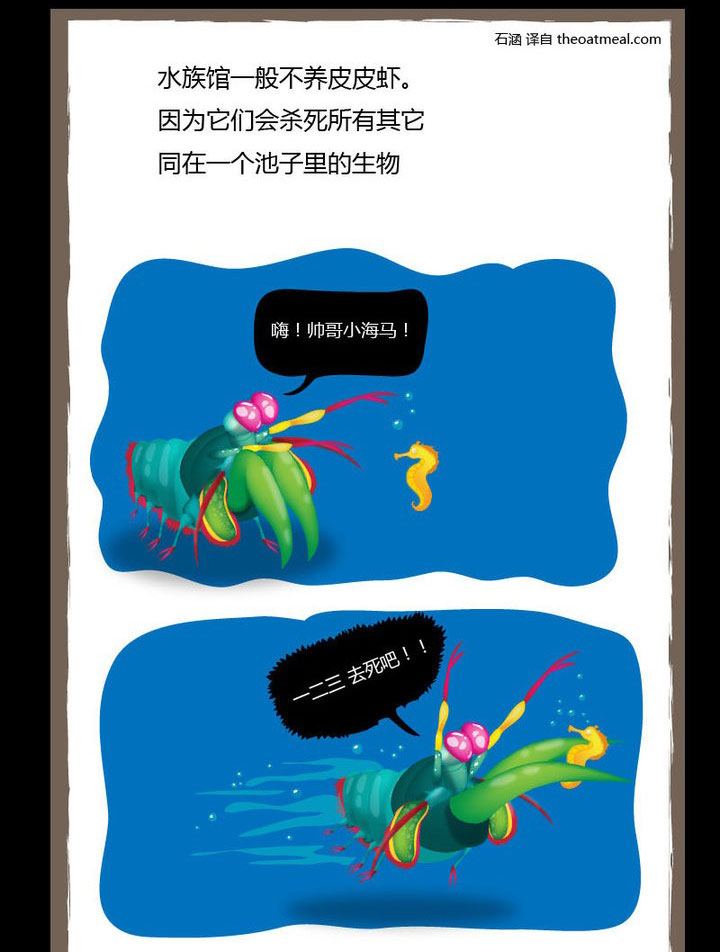 石涵 译自 theoatmeal.com
水族馆一般不养皮皮虾。
因为它们会杀死所有其它
同在一个池子里的生物
嗨！帅哥小海马！
一二三 去死吧！！